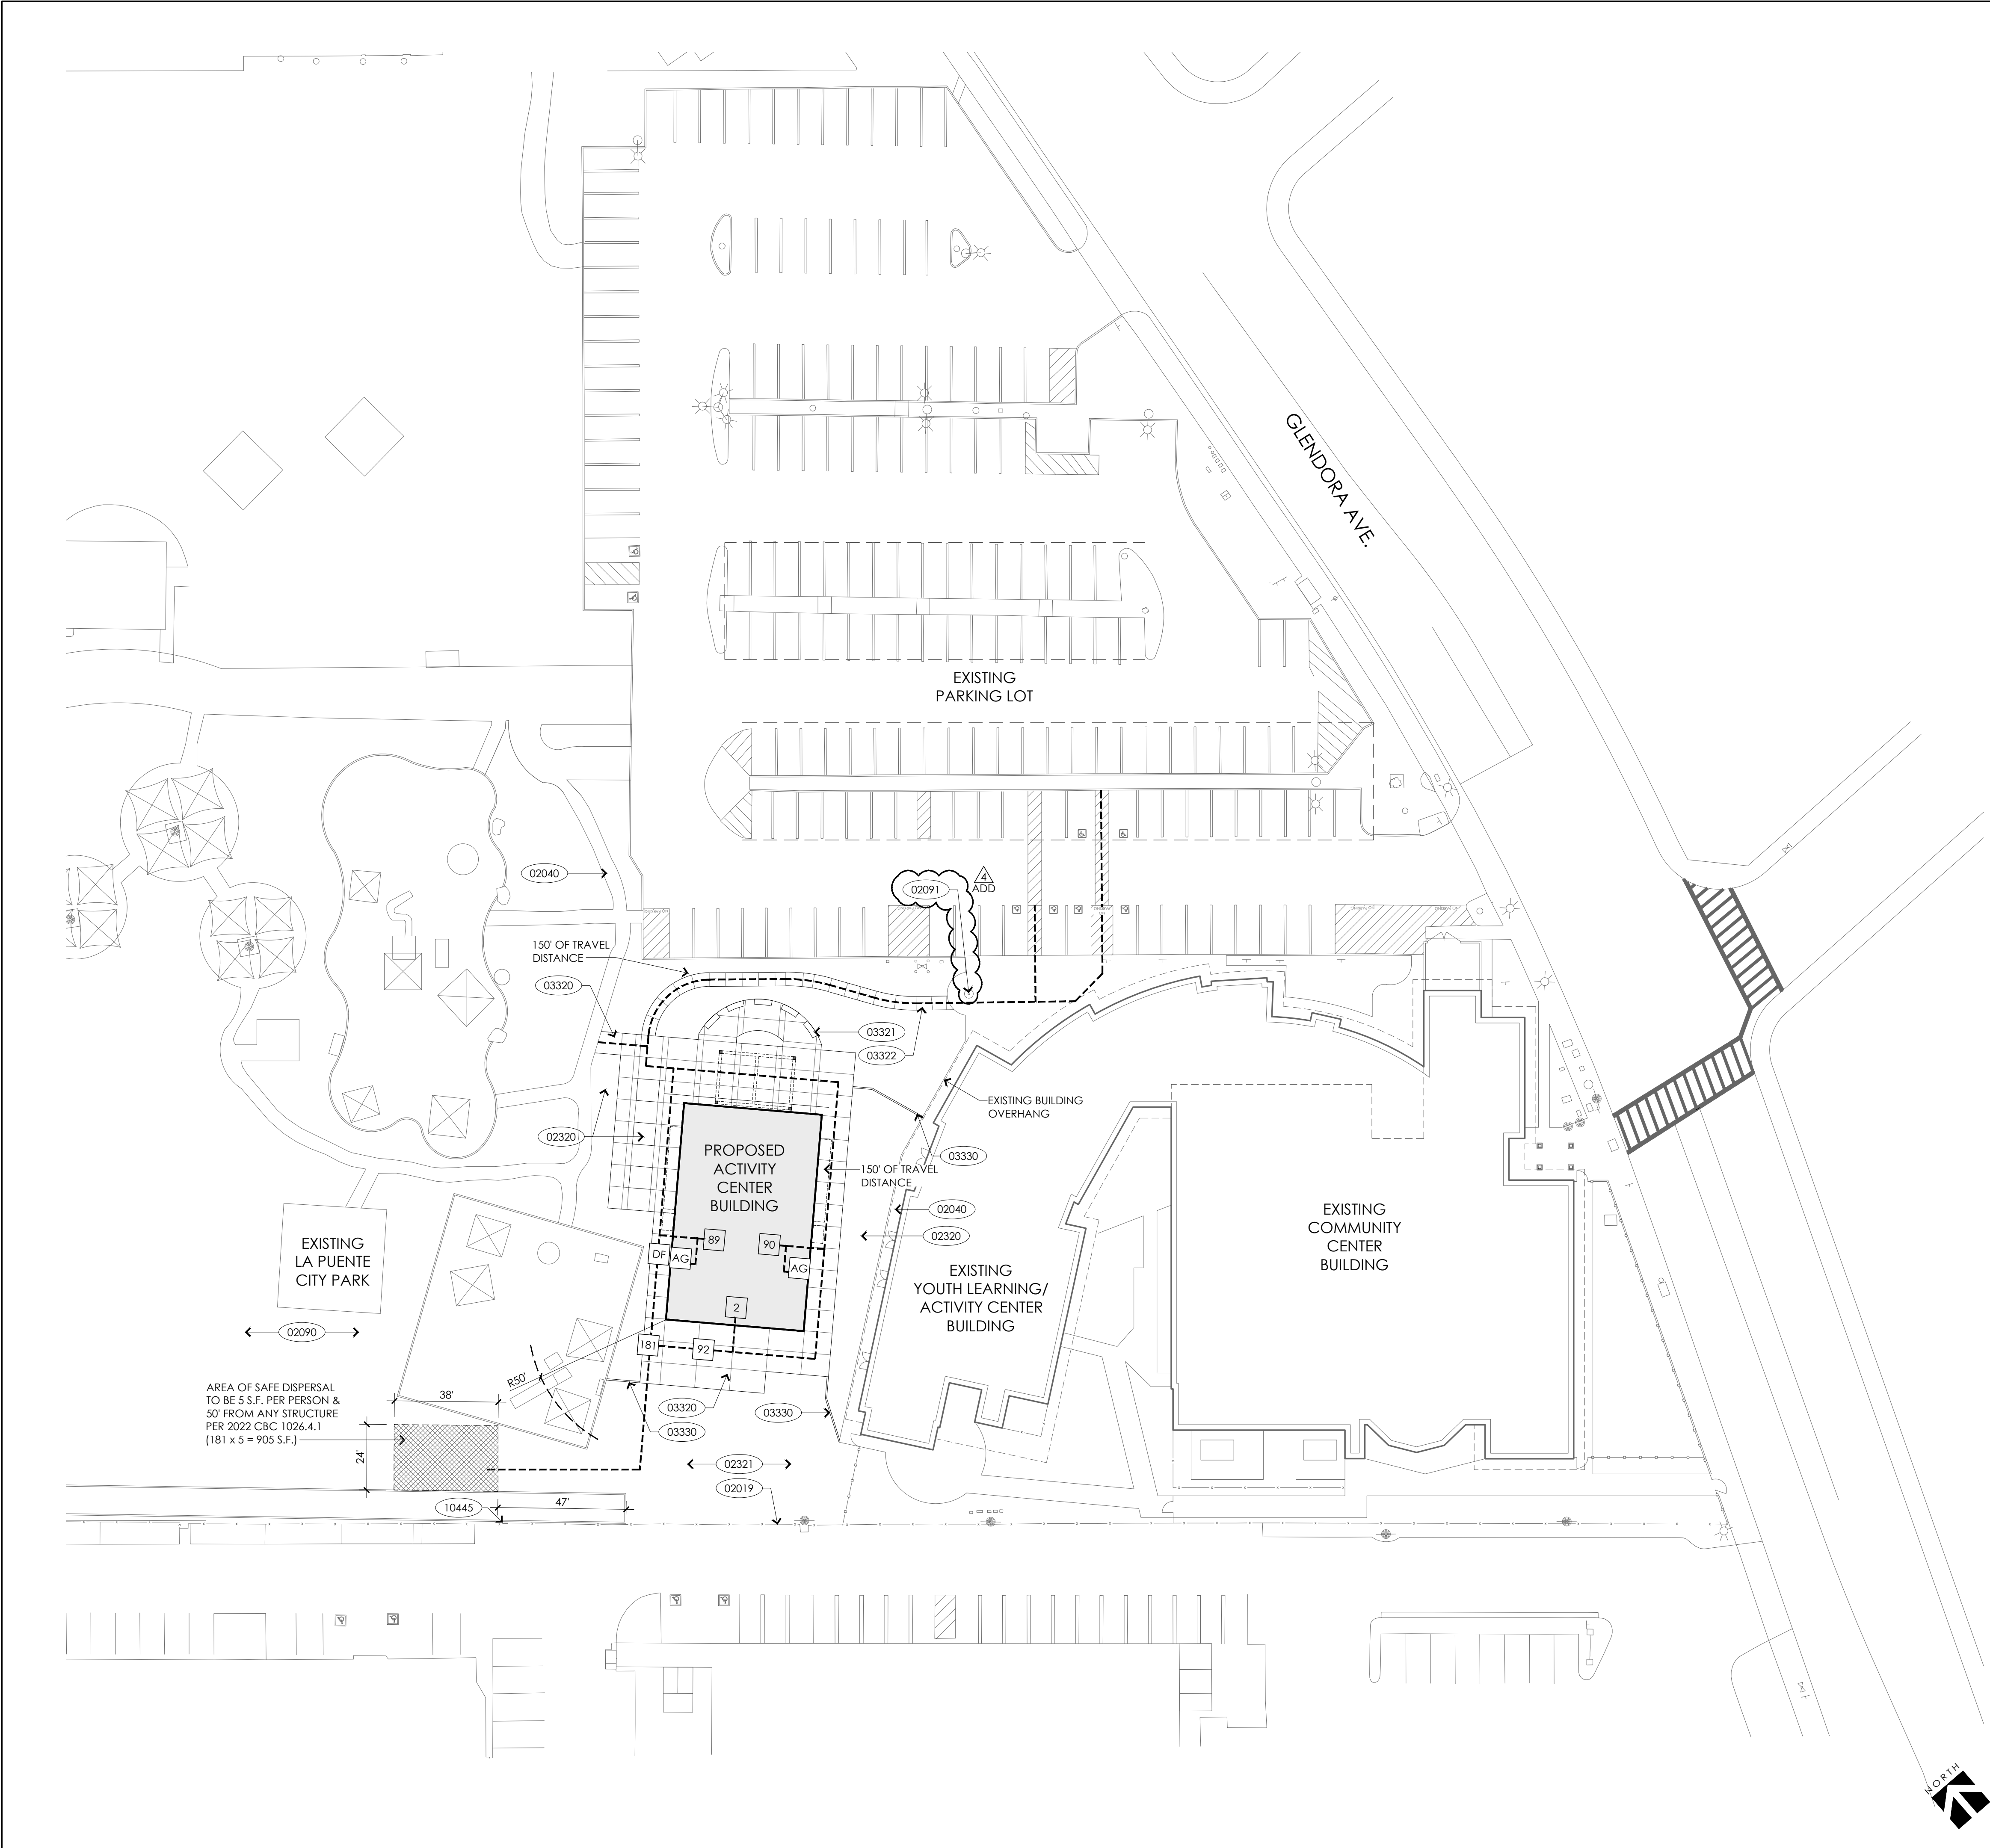 GLENDORA AVE.
EXISTING
PARKING LOT
02040
02091
4
ADD
150' OF TRAVEL
DISTANCE
03320
03321
03322
EXISTING BUILDING
OVERHANG
02320
03330
PROPOSED
ACTIVITY
CENTER
BUILDING
150' OF TRAVEL
DISTANCE
02040
02320
89
90
DF
AG
AG
2
181
92
EXISTING
LA PUENTE
CITY PARK
02090
EXISTING
YOUTH LEARNING/
ACTIVITY CENTER
BUILDING
EXISTING
COMMUNITY
CENTER
BUILDING
R50'
38'
AREA OF SAFE DISPERSAL
TO BE 5 S.F. PER PERSON &
50' FROM ANY STRUCTURE
PER 2022 CBC 1026.4.1
(181 x 5 = 905 S.F.)
24'
03320
03330
03330
02321
02019
10445
47'
NORTH